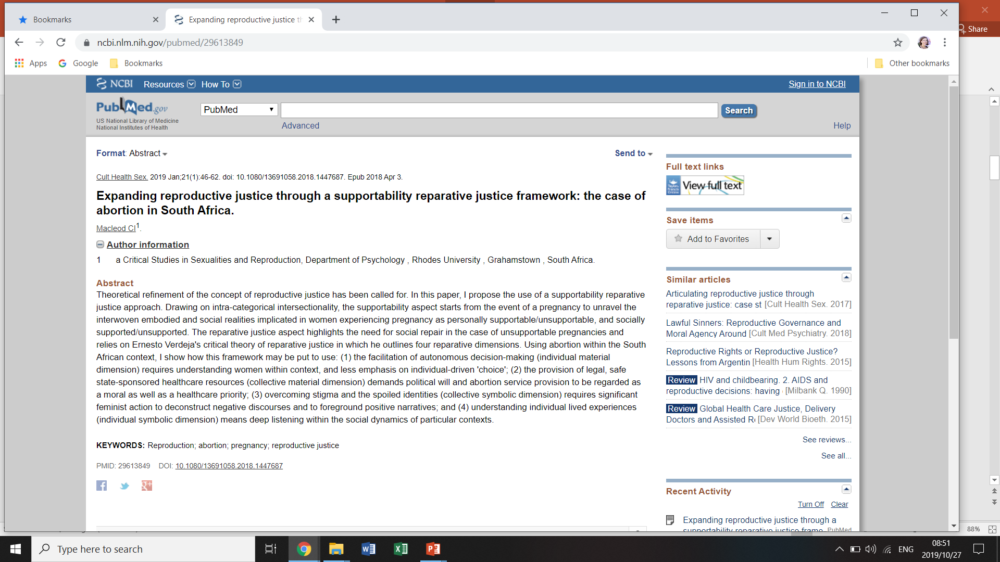 Bookmarks
Expanding reproductive justice th
Share
ncbi.nlm.nih.gov/pubmed/29613849
Apps
Google
Bookmarks
Other bookmarks
NCBI
Resources
How To
Sign in to NCBI
PubMed.gov
US National Library of Medicine
National Institutes of Health
PubMed
Search
Advanced
Help
Format: Abstract
Send to
Cult Health Sex. 2019 Jan;21(1):46-62. doi: 10.1080/13691058.2018.1447687. Epub 2018 Apr 3.
Expanding reproductive justice through a supportability reparative justice framework: the case of
abortion in South Africa.
Macleod CI1.
Author information
1 a Critical Studies in Sexualities and Reproduction, Department of Psychology , Rhodes University , Grahamstown , South Africa.
Abstract
Theoretical refinement of the concept of reproductive justice has been called for. In this paper, I propose the use of a supportability reparative
justice approach. Drawing on intra-categorical intersectionality, the supportability aspect starts from the event of a pregnancy to unravel the
interwoven embodied and social realities implicated in women experiencing pregnancy as personally supportable/unsupportable, and socially
supported/unsupported. The reparative justice aspect highlights the need for social repair in the case of unsupportable pregnancies and
relies on Ernesto Verdeja's critical theory of reparative justice in which he outlines four reparative dimensions. Using abortion within the South
African context, I show how this framework may be put to use: (1) the facilitation of autonomous decision-making (individual material
dimension) requires understanding women within context, and less emphasis on individual-driven 'choice'; (2) the provision of legal, safe
state-sponsored healthcare resources (collective material dimension) demands political will and abortion service provision to be regarded as
a moral as well as a healthcare priority; (3) overcoming stigma and the spoiled identities (collective symbolic dimension) requires significant
feminist action to deconstruct negative discourses and to foreground positive narratives; and (4) understanding individual lived experiences
(individual symbolic dimension) means deep listening within the social dynamics of particular contexts.
KEYWORDS: Reproduction; abortion; pregnancy; reproductive justice
PMID: 29613849 DOI: 10.1080/13691058.2018.1447687
Full text links
Taylor & Francis Online
View full text
Save items
Add to Favorites
Similar articles
Articulating reproductive justice through
reparative justice: case st [Cult Health Sex. 2017]
Lawful Sinners: Reproductive Governance and
Moral Agency Around [Cult Med Psychiatry. 2018]
Reproductive Rights or Reproductive Justice?
Lessons from Argentin [Health Hum Rights. 2015]
Review HIV and childbearing. 2. AIDS and
reproductive decisions: having [Milbank Q. 1990]
Review Global Health Care Justice, Delivery
Doctors and Assisted Re [Dev World Bioeth. 2015]
See reviews...
See all...
Recent Activity
Turn Off Clear
Expanding reproductive justice through a
supportability reparative justice frame PubMed
88%
Type here to search
ENG
08:51
2019/10/27